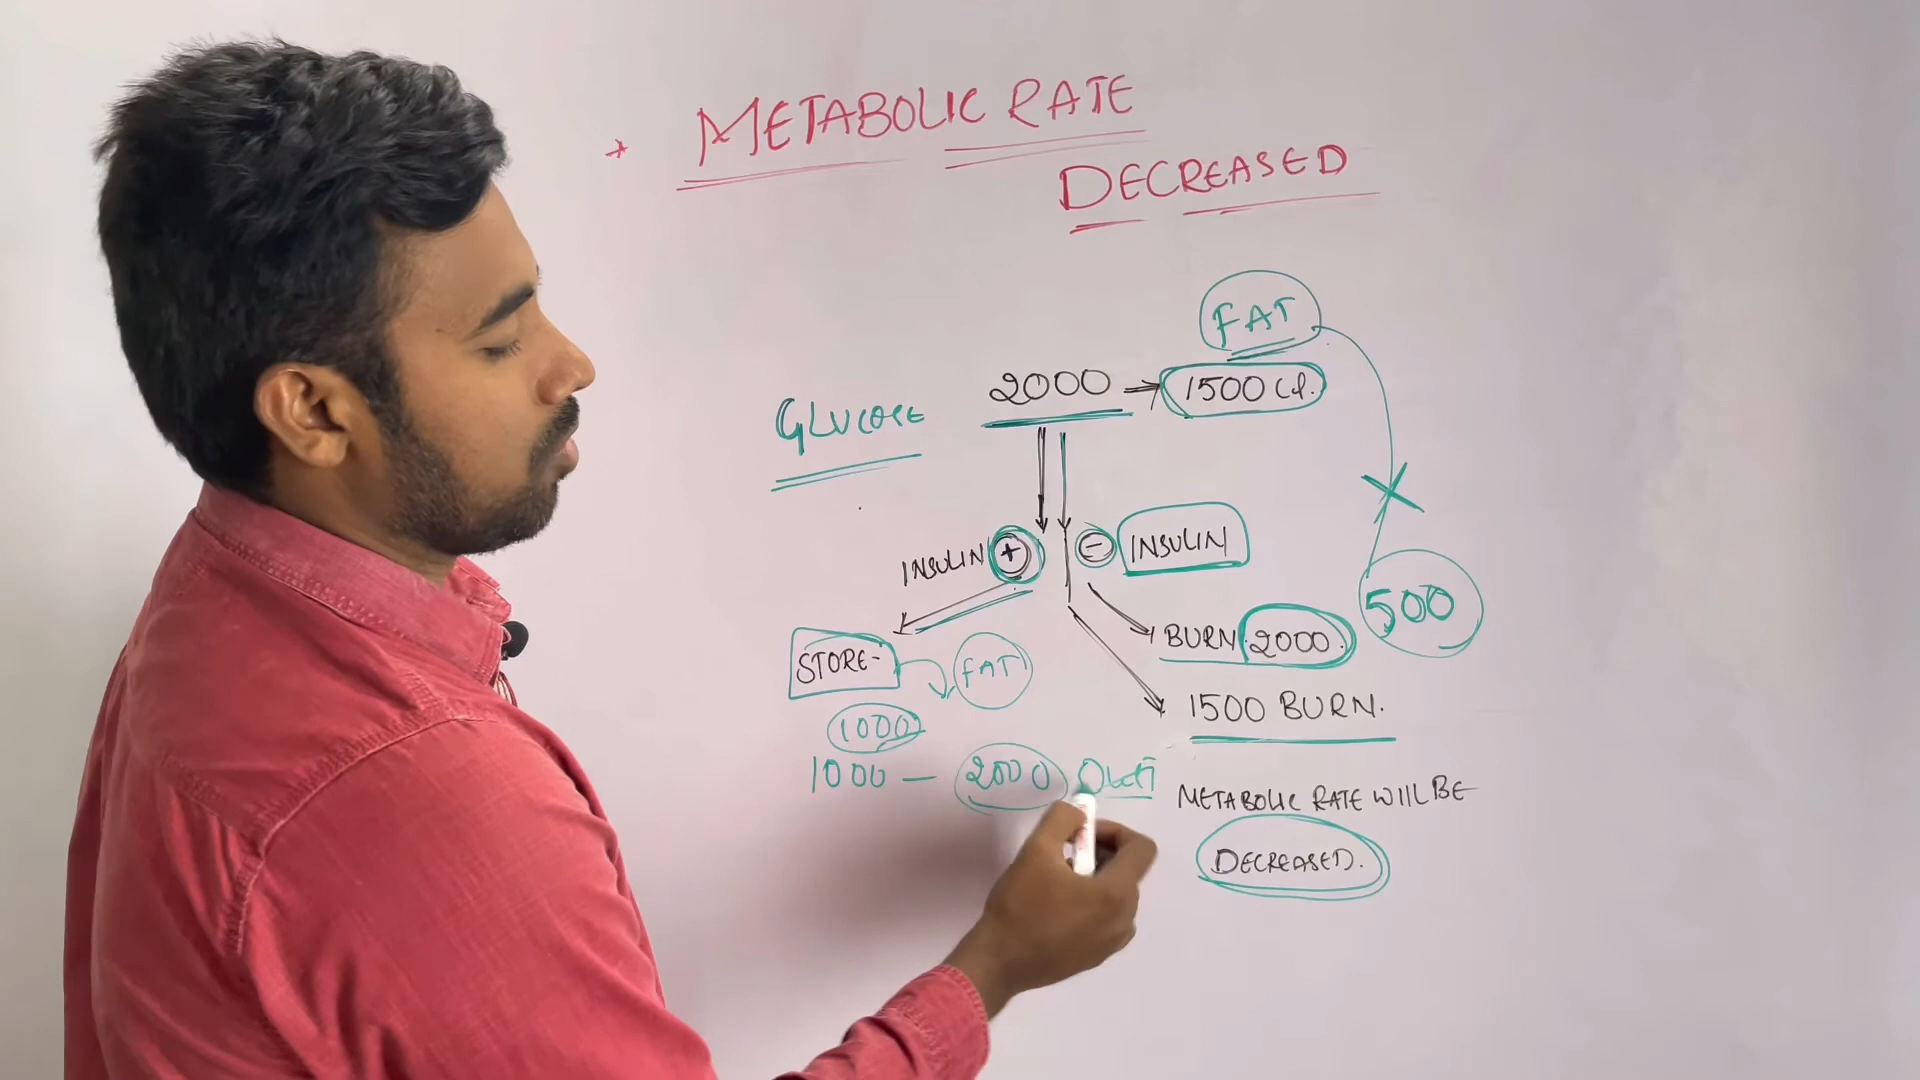 METABOLIC RATE
DECREASED
FAT
2000 → 1500 Cal.
GLUCOSE
INSULIN + - INSULIN
500
BURN 2000.
STORE- FAT
1500 BURN.
1000
1000 - 2000
METABOLIC RATE WILL BE
DECREASED.